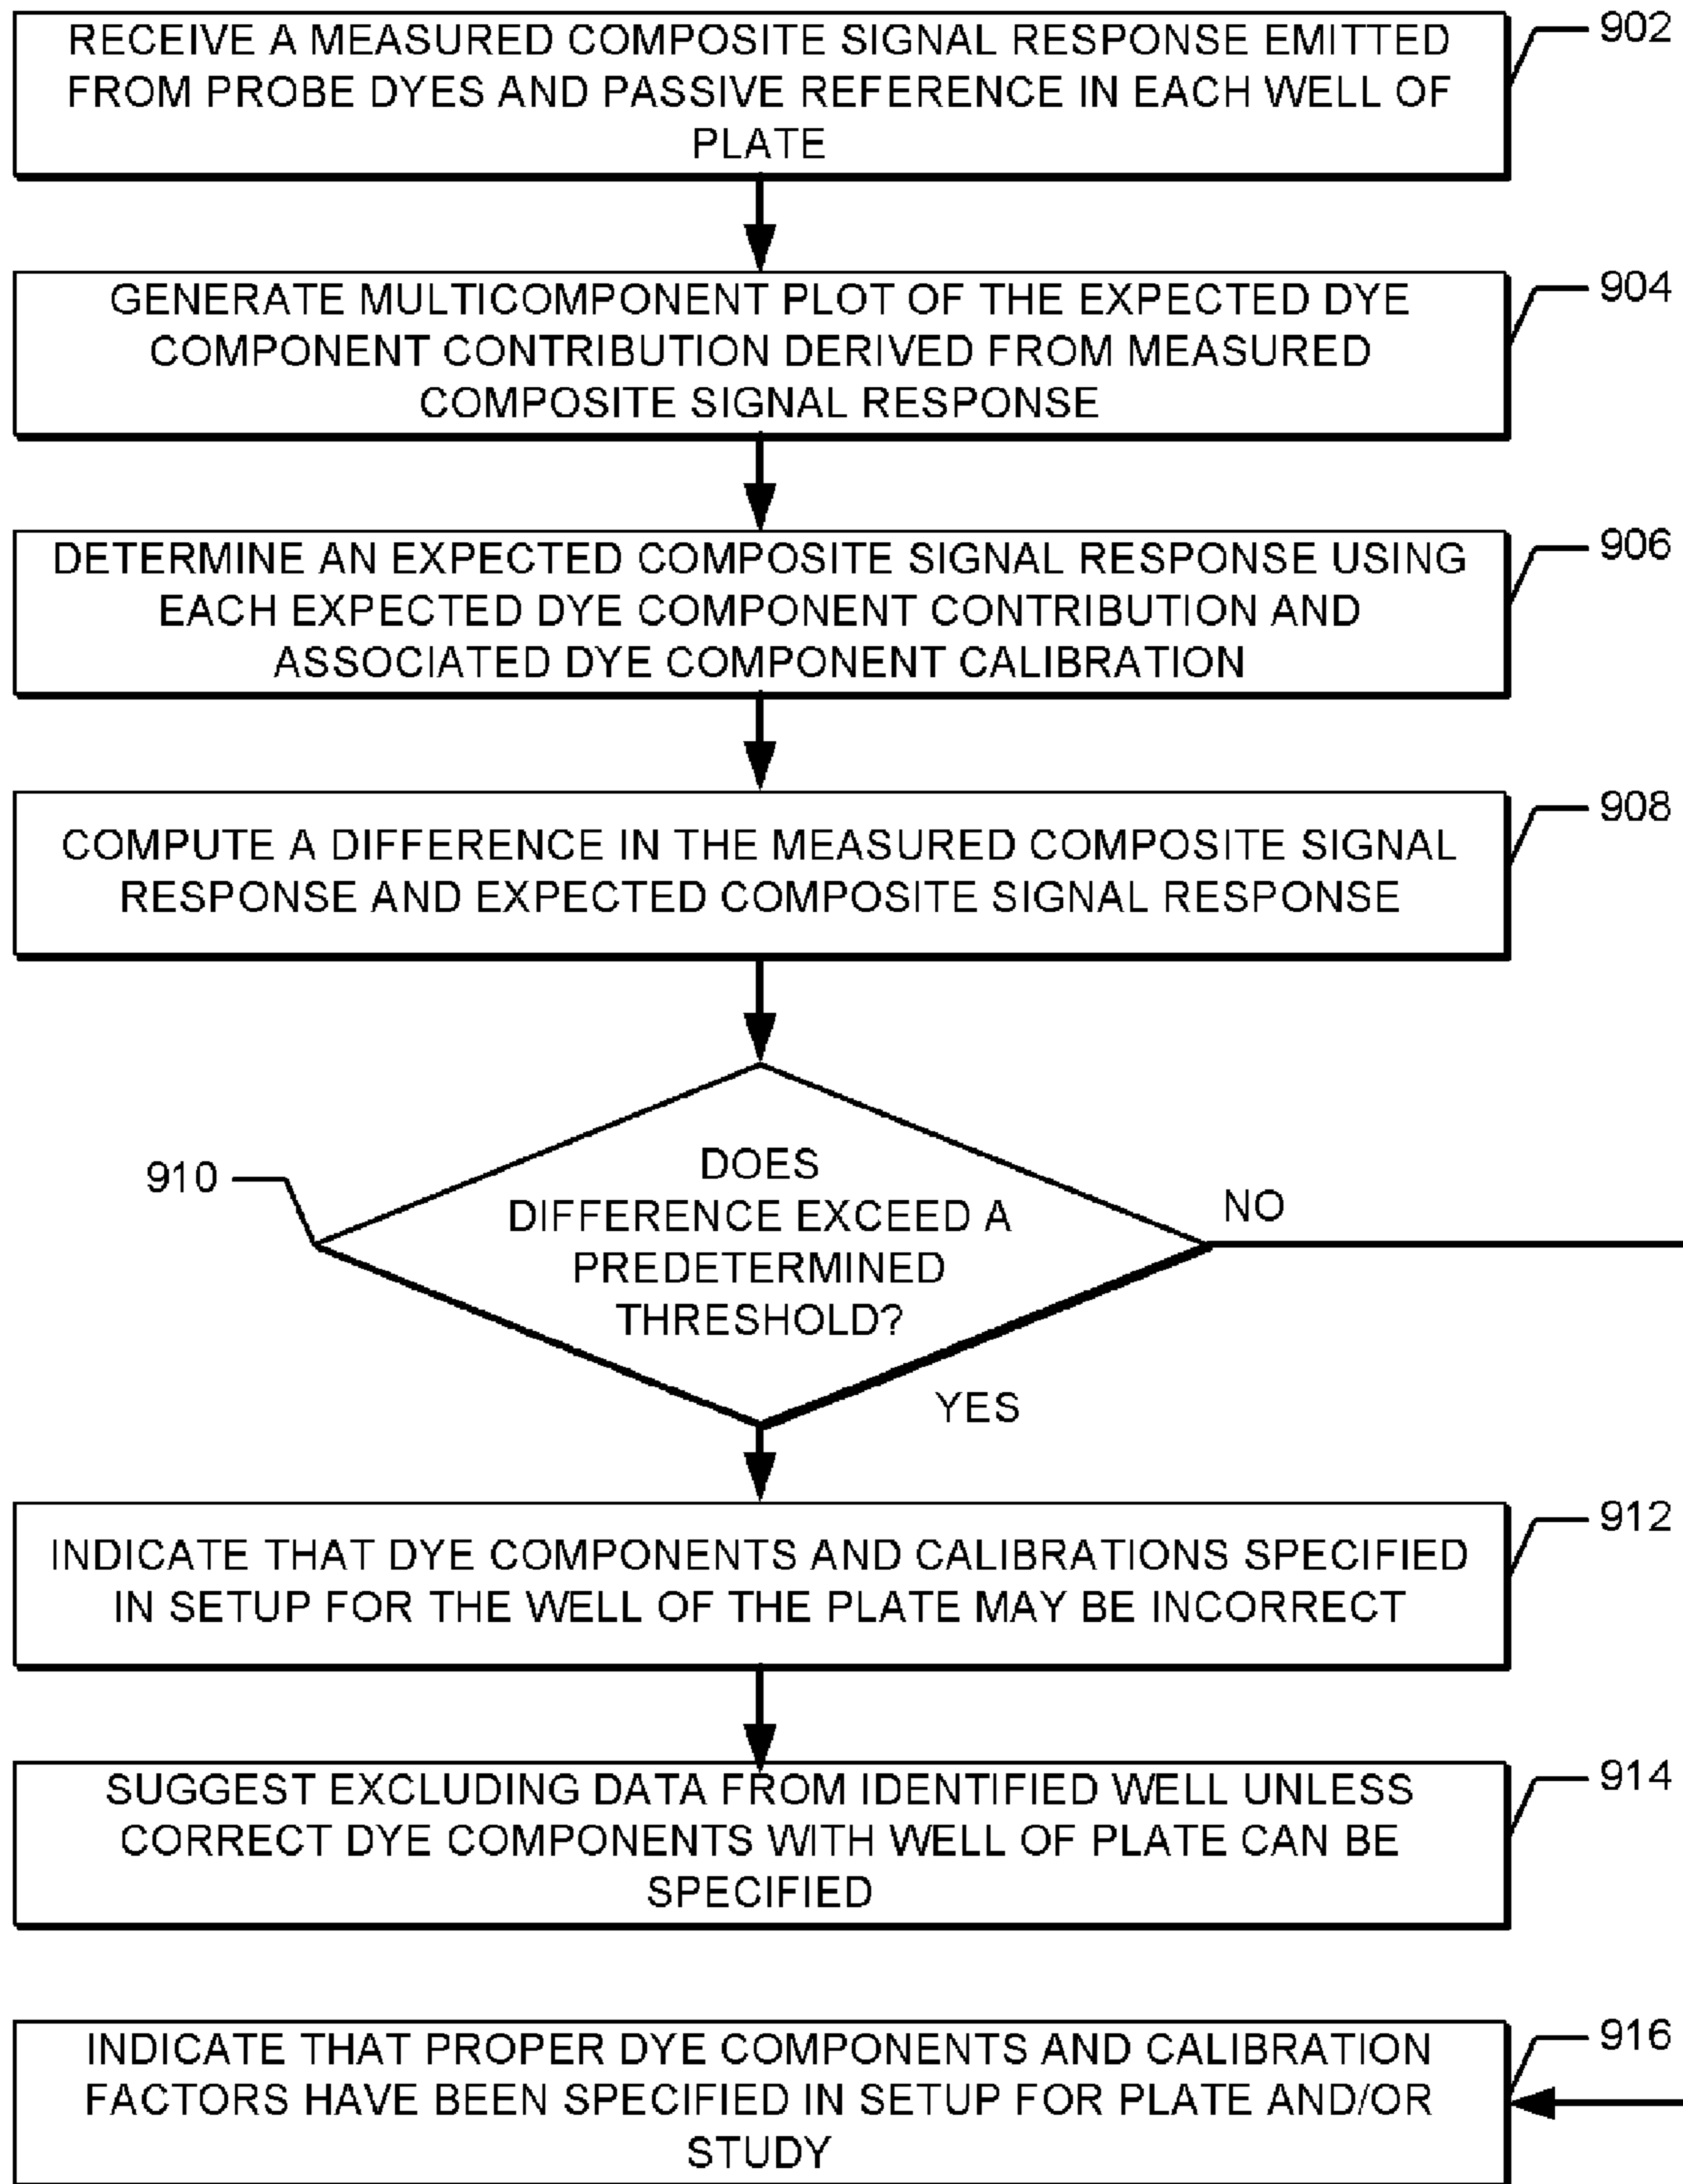 RECEIVE A MEASURED COMPOSITE SIGNAL RESPONSE EMITTED
FROM PROBE DYES AND PASSIVE REFERENCE IN EACH WELL OF
PLATE
902
GENERATE MULTICOMPONENT PLOT OF THE EXPECTED DYE
COMPONENT CONTRIBUTION DERIVED FROM MEASURED
COMPOSITE SIGNAL RESPONSE
904
DETERMINE AN EXPECTED COMPOSITE SIGNAL RESPONSE USING
EACH EXPECTED DYE COMPONENT CONTRIBUTION AND
ASSOCIATED DYE COMPONENT CALIBRATION
906
COMPUTE A DIFFERENCE IN THE MEASURED COMPOSITE SIGNAL
RESPONSE AND EXPECTED COMPOSITE SIGNAL RESPONSE
908
910
DOES
DIFFERENCE EXCEED A
PREDETERMINED
THRESHOLD?
NO
YES
INDICATE THAT DYE COMPONENTS AND CALIBRATIONS SPECIFIED
IN SETUP FOR THE WELL OF THE PLATE MAY BE INCORRECT
912
SUGGEST EXCLUDING DATA FROM IDENTIFIED WELL UNLESS
CORRECT DYE COMPONENTS WITH WELL OF PLATE CAN BE
SPECIFIED
914
INDICATE THAT PROPER DYE COMPONENTS AND CALIBRATION
FACTORS HAVE BEEN SPECIFIED IN SETUP FOR PLATE AND/OR
STUDY
916